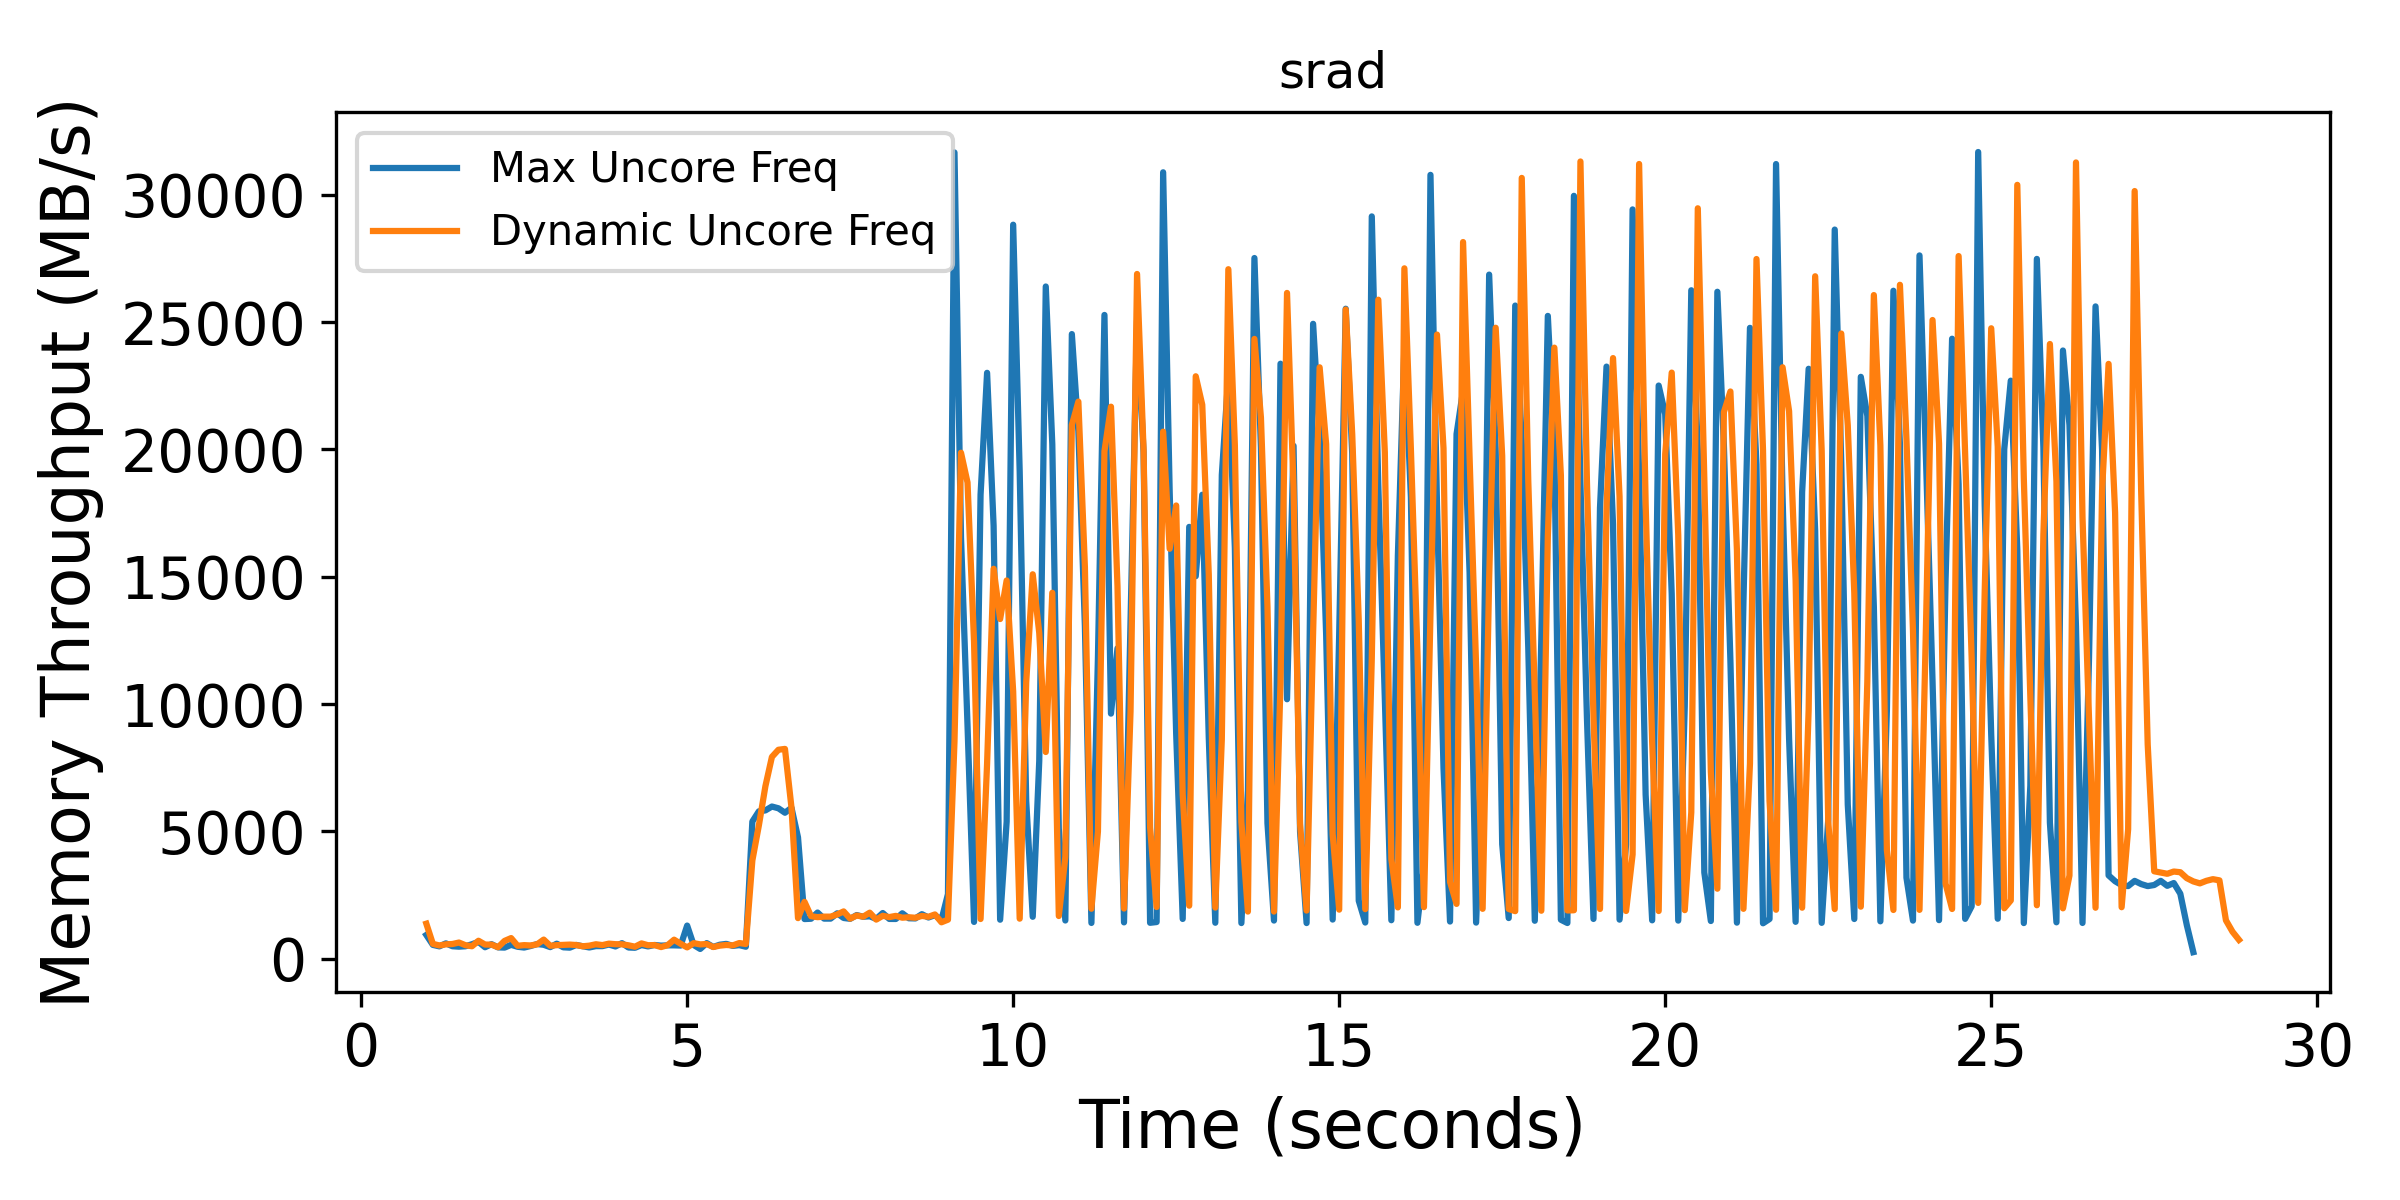 srad
Max Uncore Freq
Dynamic Uncore Freq
Memory Throughput (MB/s)
30000
25000
20000
15000
10000
5000
0
0 5 10 15 20 25 30
Time (seconds)